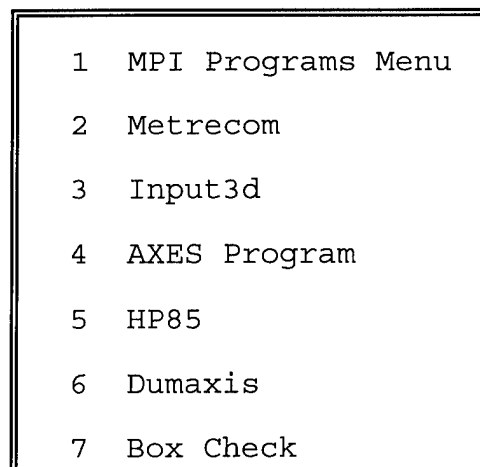 1 MPI Programs Menu
2 Metrecom
3 Input3d
4 AXES Program
5 HP85
6 Dumaxis
7 Box Check